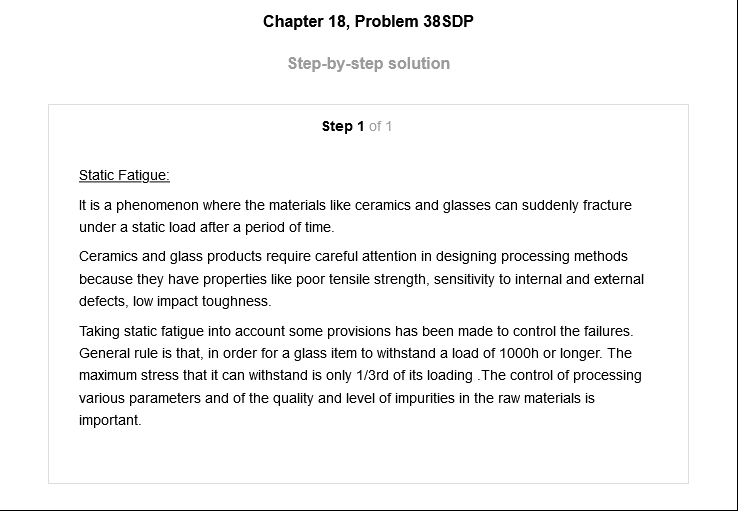 Chapter 18, Problem 38SDP
Step-by-step solution
Step 1 of 1
Static Fatigue:
It is a phenomenon where the materials like ceramics and glasses can suddenly fracture
under a static load after a period of time.
Ceramics and glass products require careful attention in designing processing methods
because they have properties like poor tensile strength, sensitivity to internal and external
defects, low impact toughness.
Taking static fatigue into account some provisions has been made to control the failures.
General rule is that, in order for a glass item to withstand a load of 1000h or longer. The
maximum stress that it can withstand is only 1/3rd of its loading .The control of processing
various parameters and of the quality and level of impurities in the raw materials is
important.